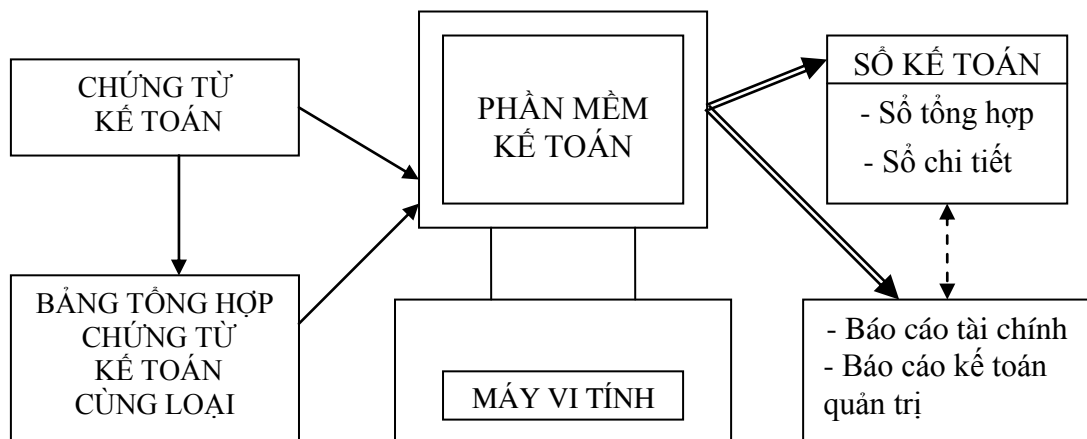 CHỨNG TỪ
KẾ TOÁN
BẢNG TỔNG HỢP
CHỨNG TỪ
KẾ TOÁN
CÙNG LOẠI
PHẦN MỀM
KẾ TOÁN
MÁY VI TÍNH
SỔ KẾ TOÁN
- Sổ tổng hợp
- Sổ chi tiết
- Báo cáo tài chính
- Báo cáo kế toán
quản trị